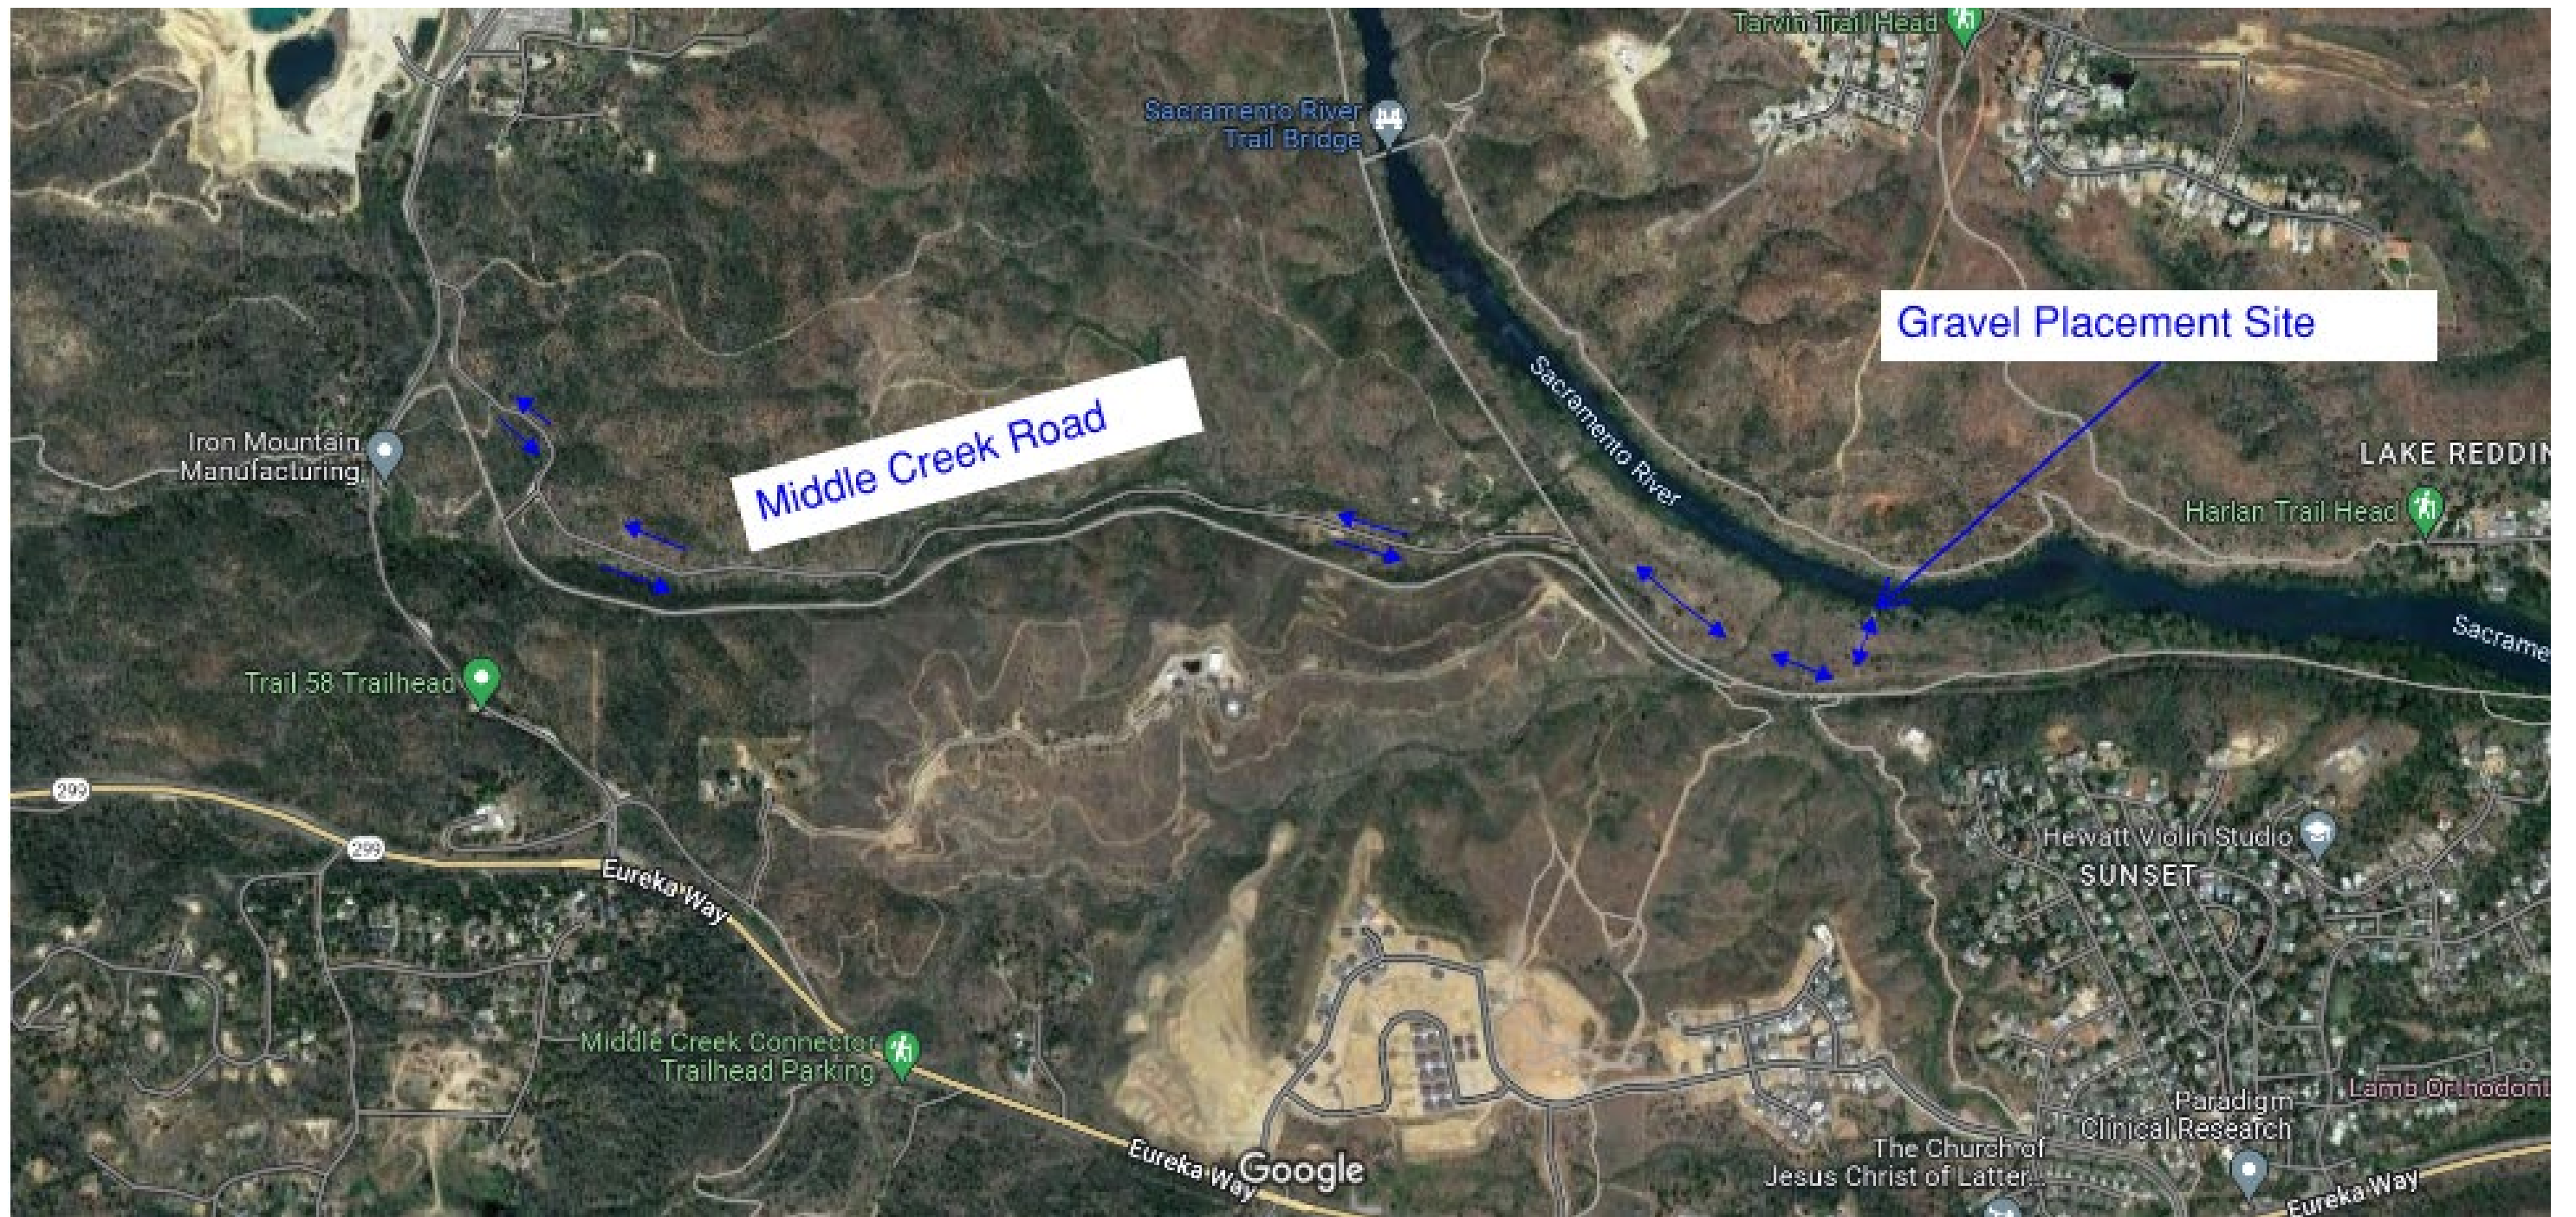 Tarvin Trail Head
Sacramento River
Trail Bridge
Gravel Placement Site
Sacramento River
Middle Creek Road
Iron Mountain
Manufacturing
LAKE REDDIN
Harlan Trail Head
Sacrame
Trail 58 Trailhead
299
299
Eureka Way
Hewatt Violin Studio
SUNSET
Middle Creek Connector
Trailhead Parking
Lamb Orthodont
Paradigm
Clinical Research
The Church of
Jesus Christ of Latter...
Eureka Way
Google
Eureka Way